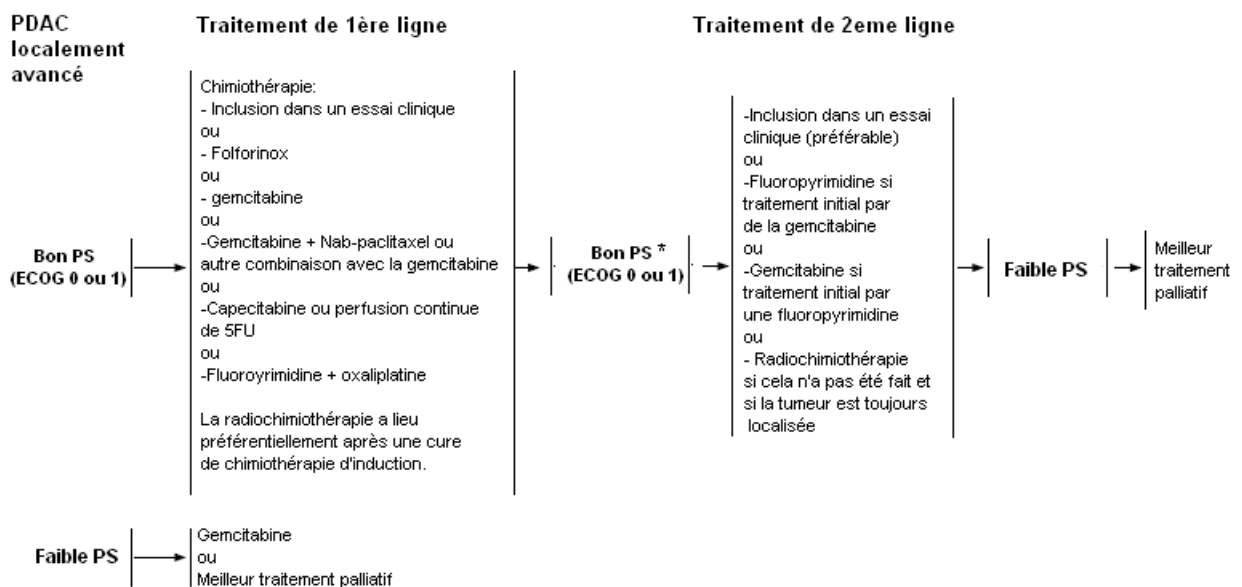 PDAC
localement
avancé
Traitement de 1ère ligne
Traitement de 2eme ligne
Bon PS
(ECOG 0 ou 1)
Chimiothérapie:
- Inclusion dans un essai clinique
ou
- Folforinox
ou
- gemcitabine
ou
-Gemcitabine + Nab-paclitaxel ou
autre combinaison avec la gemcitabine
ou
-Capecitabine ou perfusion continue
de 5FU
ou
-Fluoroyrimidine + oxaliplatine
La radiochimiothérapie a lieu
préférentiellement après une cure
de chimiothérapie d'induction.
Bon PS *
(ECOG 0 ou 1)
-Inclusion dans un essai
clinique (préférable)
ou
-Fluoropyrimidine si
traitement initial par
de la gemcitabine
ou
-Gemcitabine si
traitement initial par
une fluoropyrimidine
ou
- Radiochimiothérapie
si cela n'a pas été fait et
si la tumeur est toujours
localisée
Faible PS
Meilleur
traitement
palliatif
Faible PS
Gemcitabine
ou
Meilleur traitement palliatif